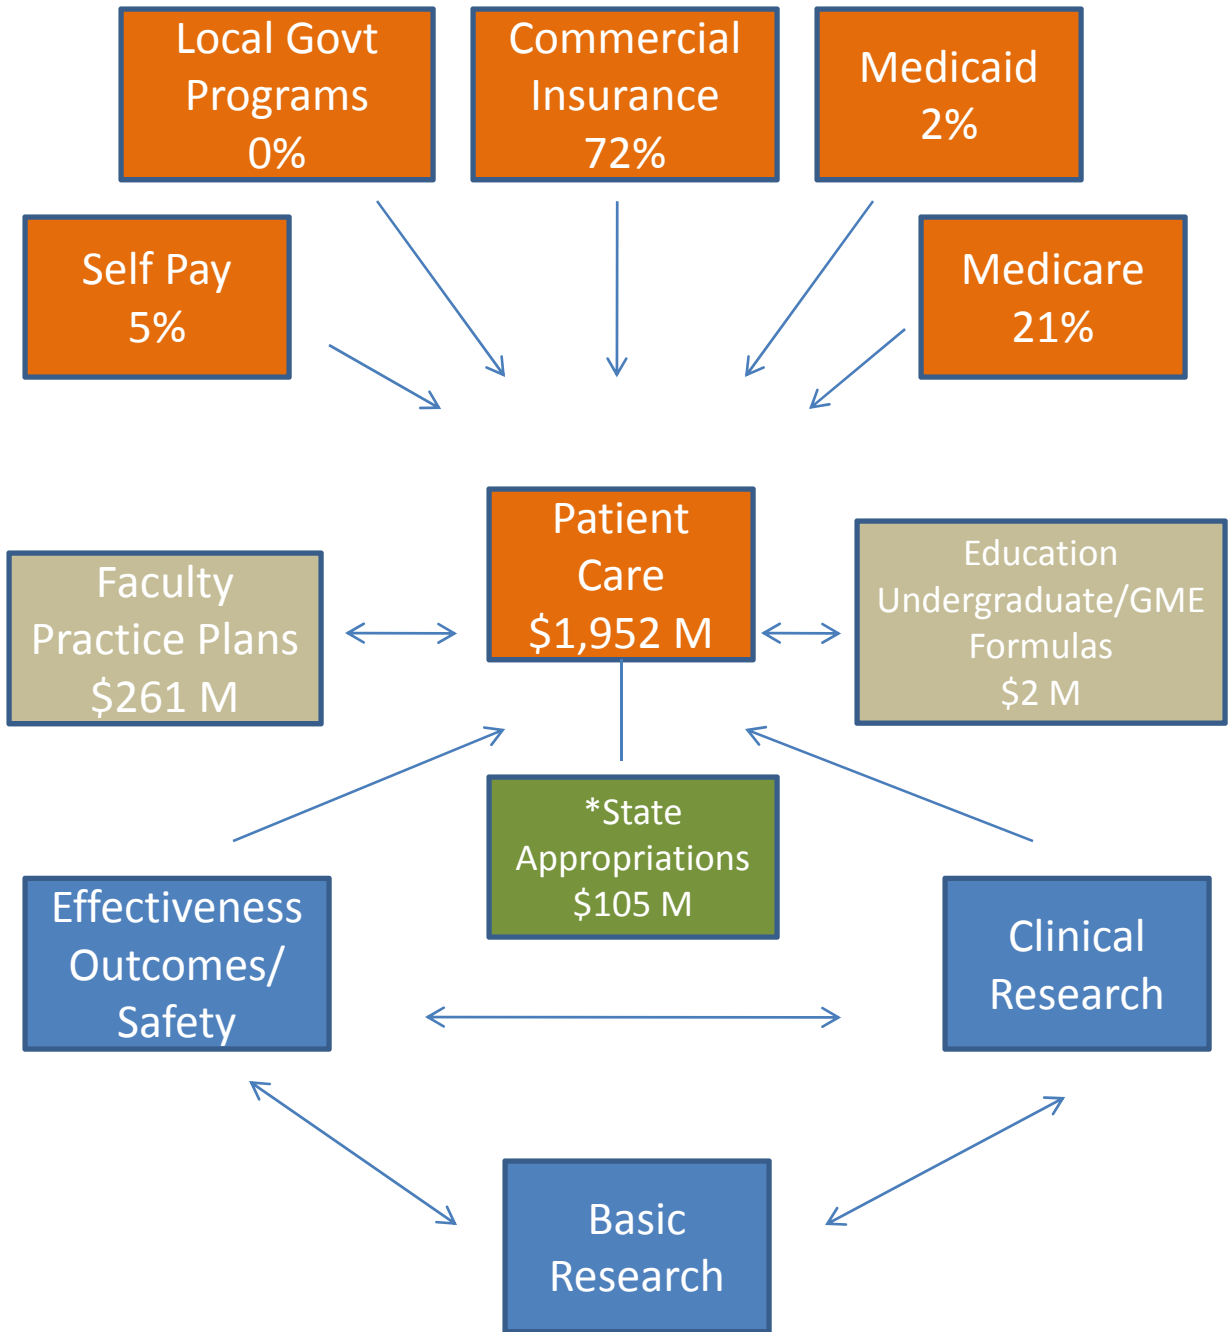 Local Govt
Programs
0%
Commercial
Insurance
72%
Medicaid
2%
Self Pay
5%
Medicare
21%
Patient
Care
$1,952 M
Faculty
Practice Plans
$261 M
Education
Undergraduate/GME
Formulas
$2 M
*State
Appropriations
$105 M
Effectiveness
Outcomes/
Safety
Clinical
Research
Basic
Research